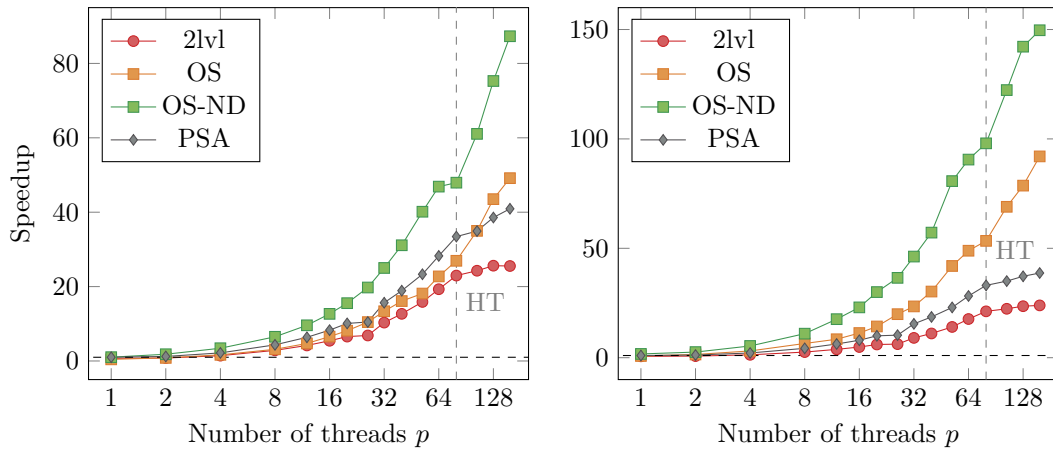 2lvl
OS
OS-ND
PSA
Speedup
80
60
40
20
0
HT
1 2 4 8 16 32 64 128
Number of threads p
2lvl
OS
OS-ND
PSA
150
100
50
0
HT
1 2 4 8 16 32 64 128
Number of threads p